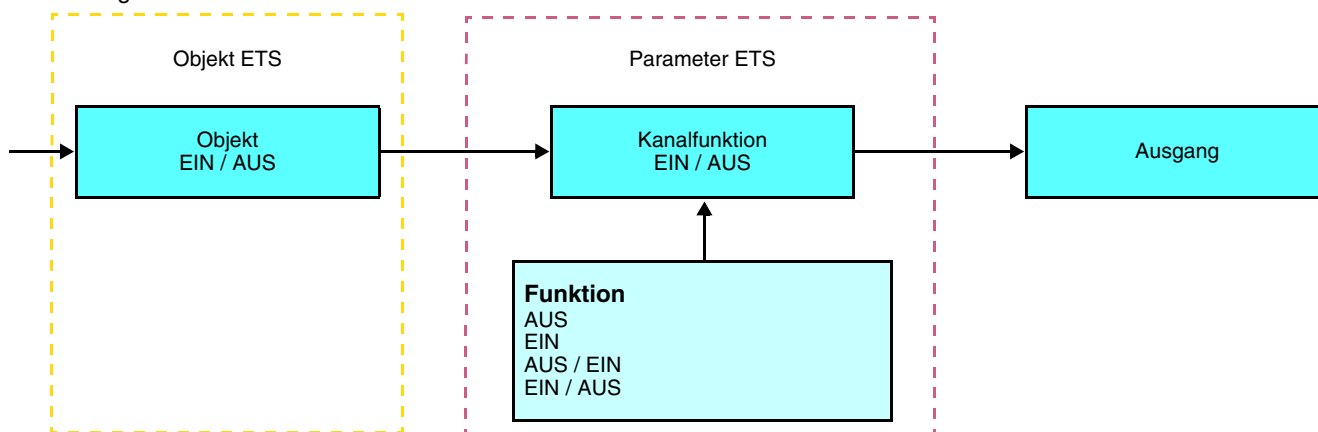 Objekt ETS
Parameter ETS
Objekt
EIN / AUS
Kanalfunktion
EIN / AUS
Ausgang
Funktion
AUS
EIN
AUS / EIN
EIN / AUS